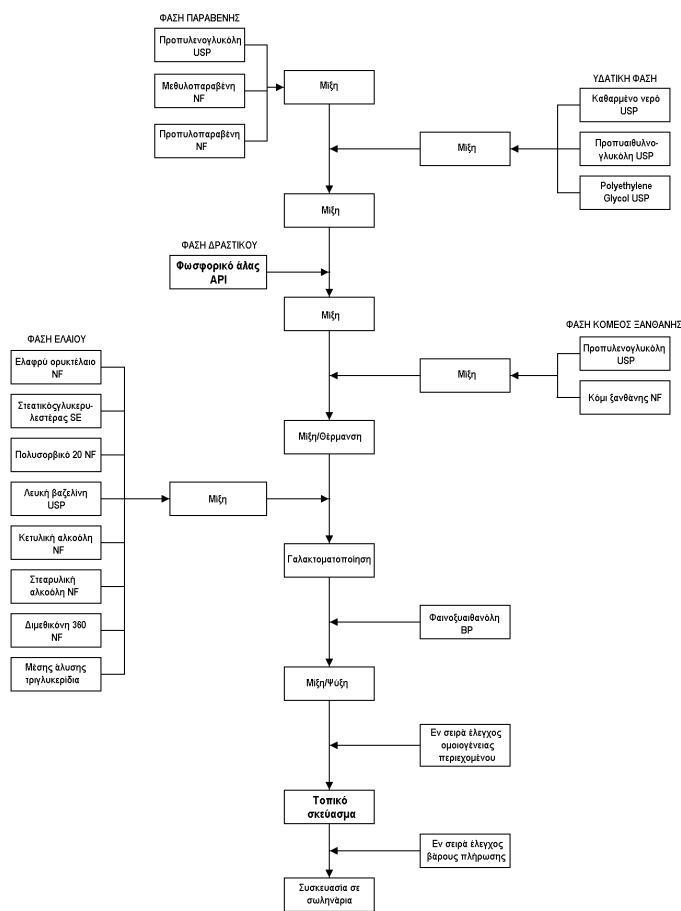 ΦΑΣΗ ΠΑΡΑΒΕΝΗΣ
Προπυλενογλυκόλη
USP
Μεθυλοπαραβένη
NF
Προπυλοπαραβένη
NF
Μίξη
ΥΔΑΤΙΚΗ ΦΑΣΗ
Καθαρμένο νερό
USP
Προπυαιθυλνο-
γλυκόλη USP
Polyethylene
Glycol USP
Μίξη
Μίξη
ΦΑΣΗ ΔΡΑΣΤΙΚΟΥ
Φωσφορικό άλας
API
Μίξη
ΦΑΣΗ ΚΟΜΕΟΣ ΞΑΝΘΑΝΗΣ
Προπυλενογλυκόλη
USP
Κόμι ξανθάνης NF
Μίξη
Μίξη/Θέρμανση
ΦΑΣΗ ΕΛΑΙΟΥ
Ελαφρύ ορυκτέλαιο
NF
Στεατικόςγλυκερυ-
λεστέρας SE
Πολυσορβικό 20 NF
Λευκή βαζελίνη
USP
Κετυλική αλκοόλη
NF
Στεαρυλική
αλκοόλη NF
Διμεθικόνη 360
NF
Μέσης άλυσης
τριγλυκερίδια
Μίξη
Γαλακτοματοποίηση
Φαινοξυαιθανόλη
BP
Μίξη/Ψύξη
Εν σειρά έλεγχος
ομοιογένειας
περιεχομένου
Τοπικό
σκεύασμα
Εν σειρά έλεγχος
βάρους πλήρωσης
Συσκευασία σε
σωληνάρια